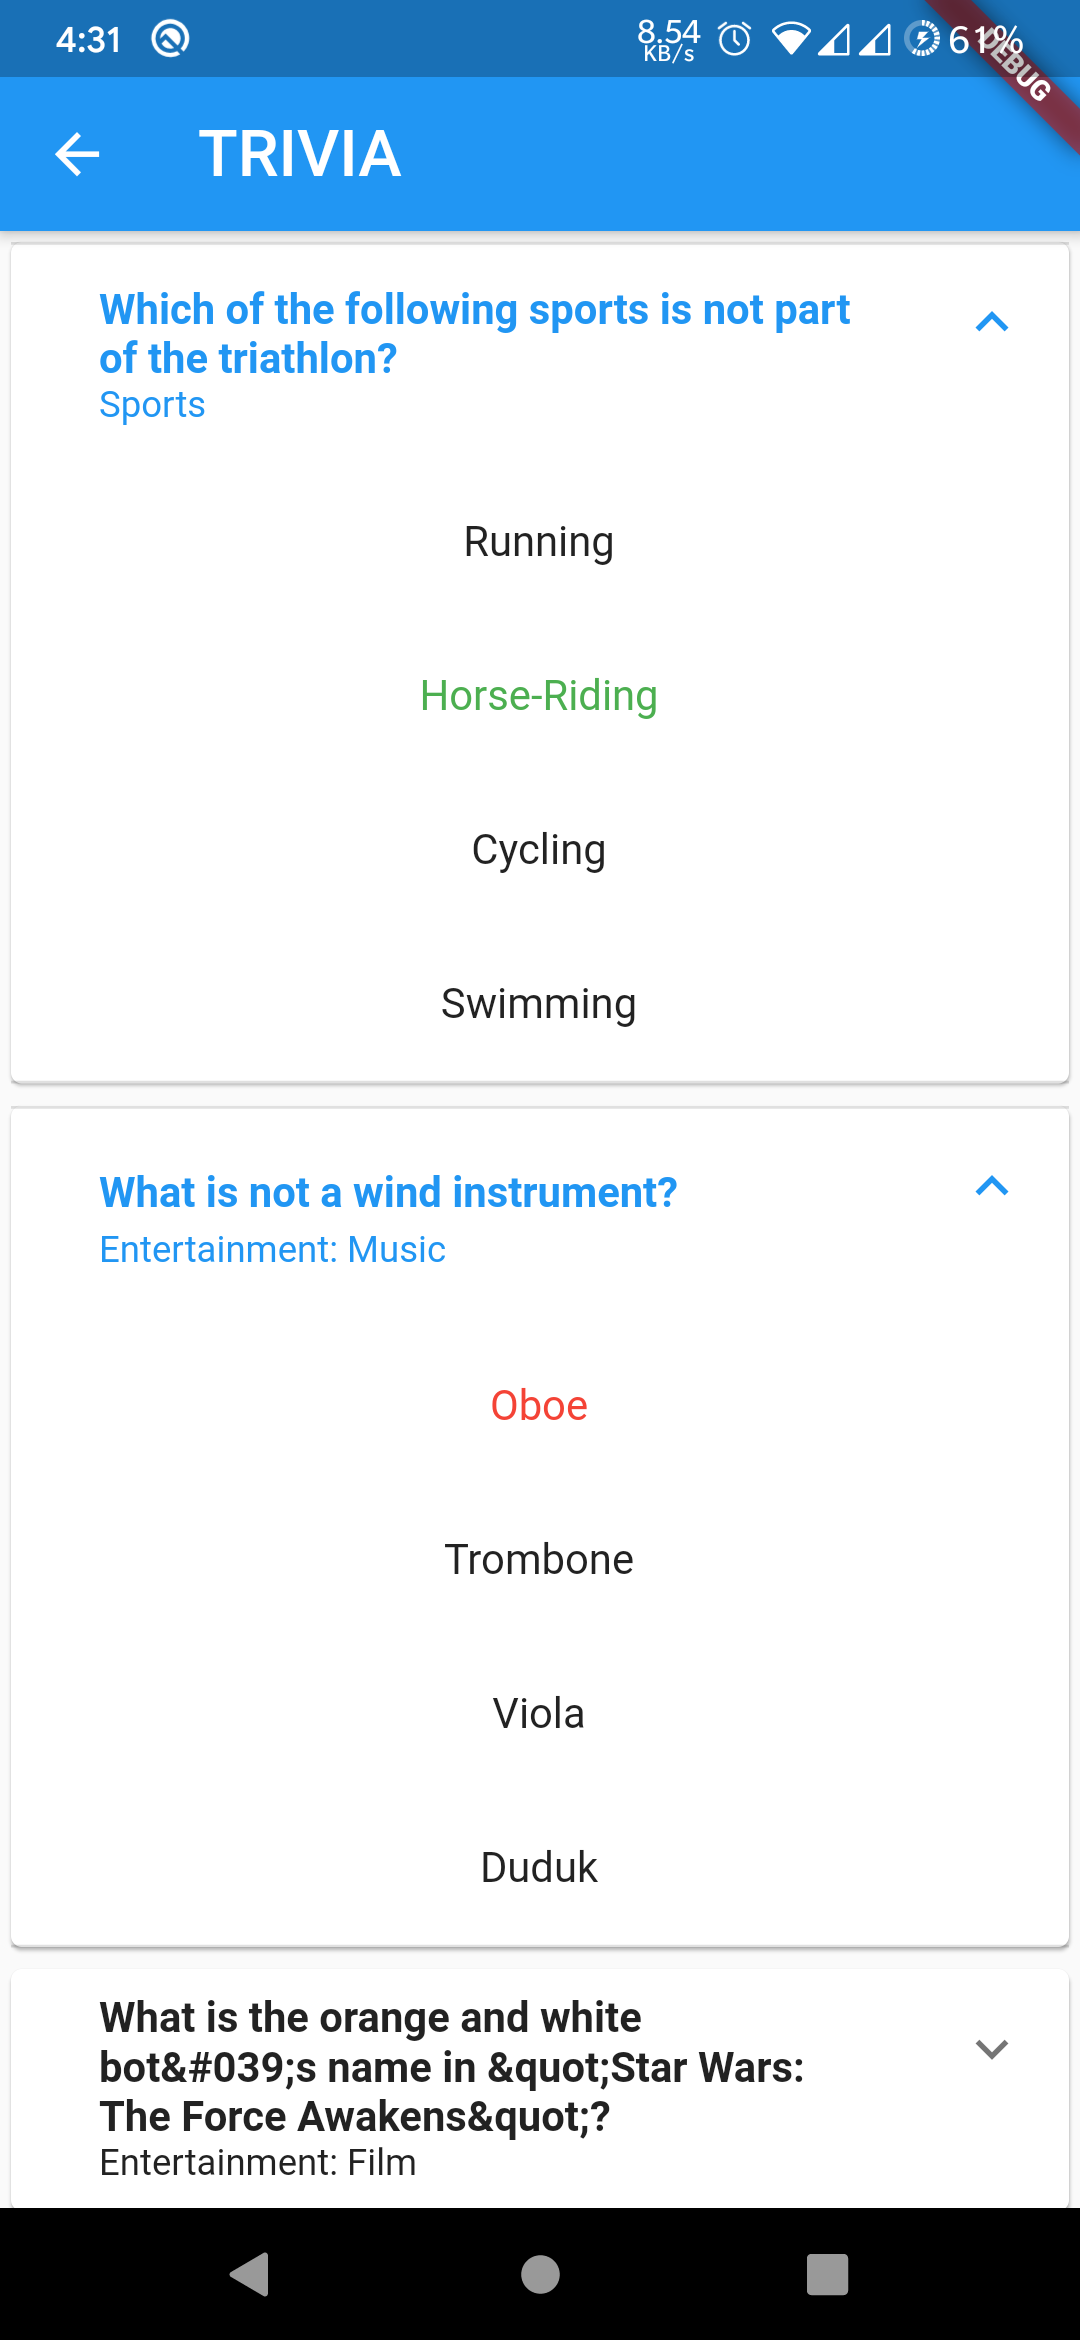 4:31
8.54
KB/s
61%
DEBUG
TRIVIA
Which of the following sports is not part
of the triathlon?
Sports
Running
Horse-Riding
Cycling
Swimming
What is not a wind instrument?
Entertainment: Music
Oboe
Trombone
Viola
Duduk
What is the orange and white
bot&#039;s name in &quot;Star Wars:
The Force Awakens&quot;?
Entertainment: Film